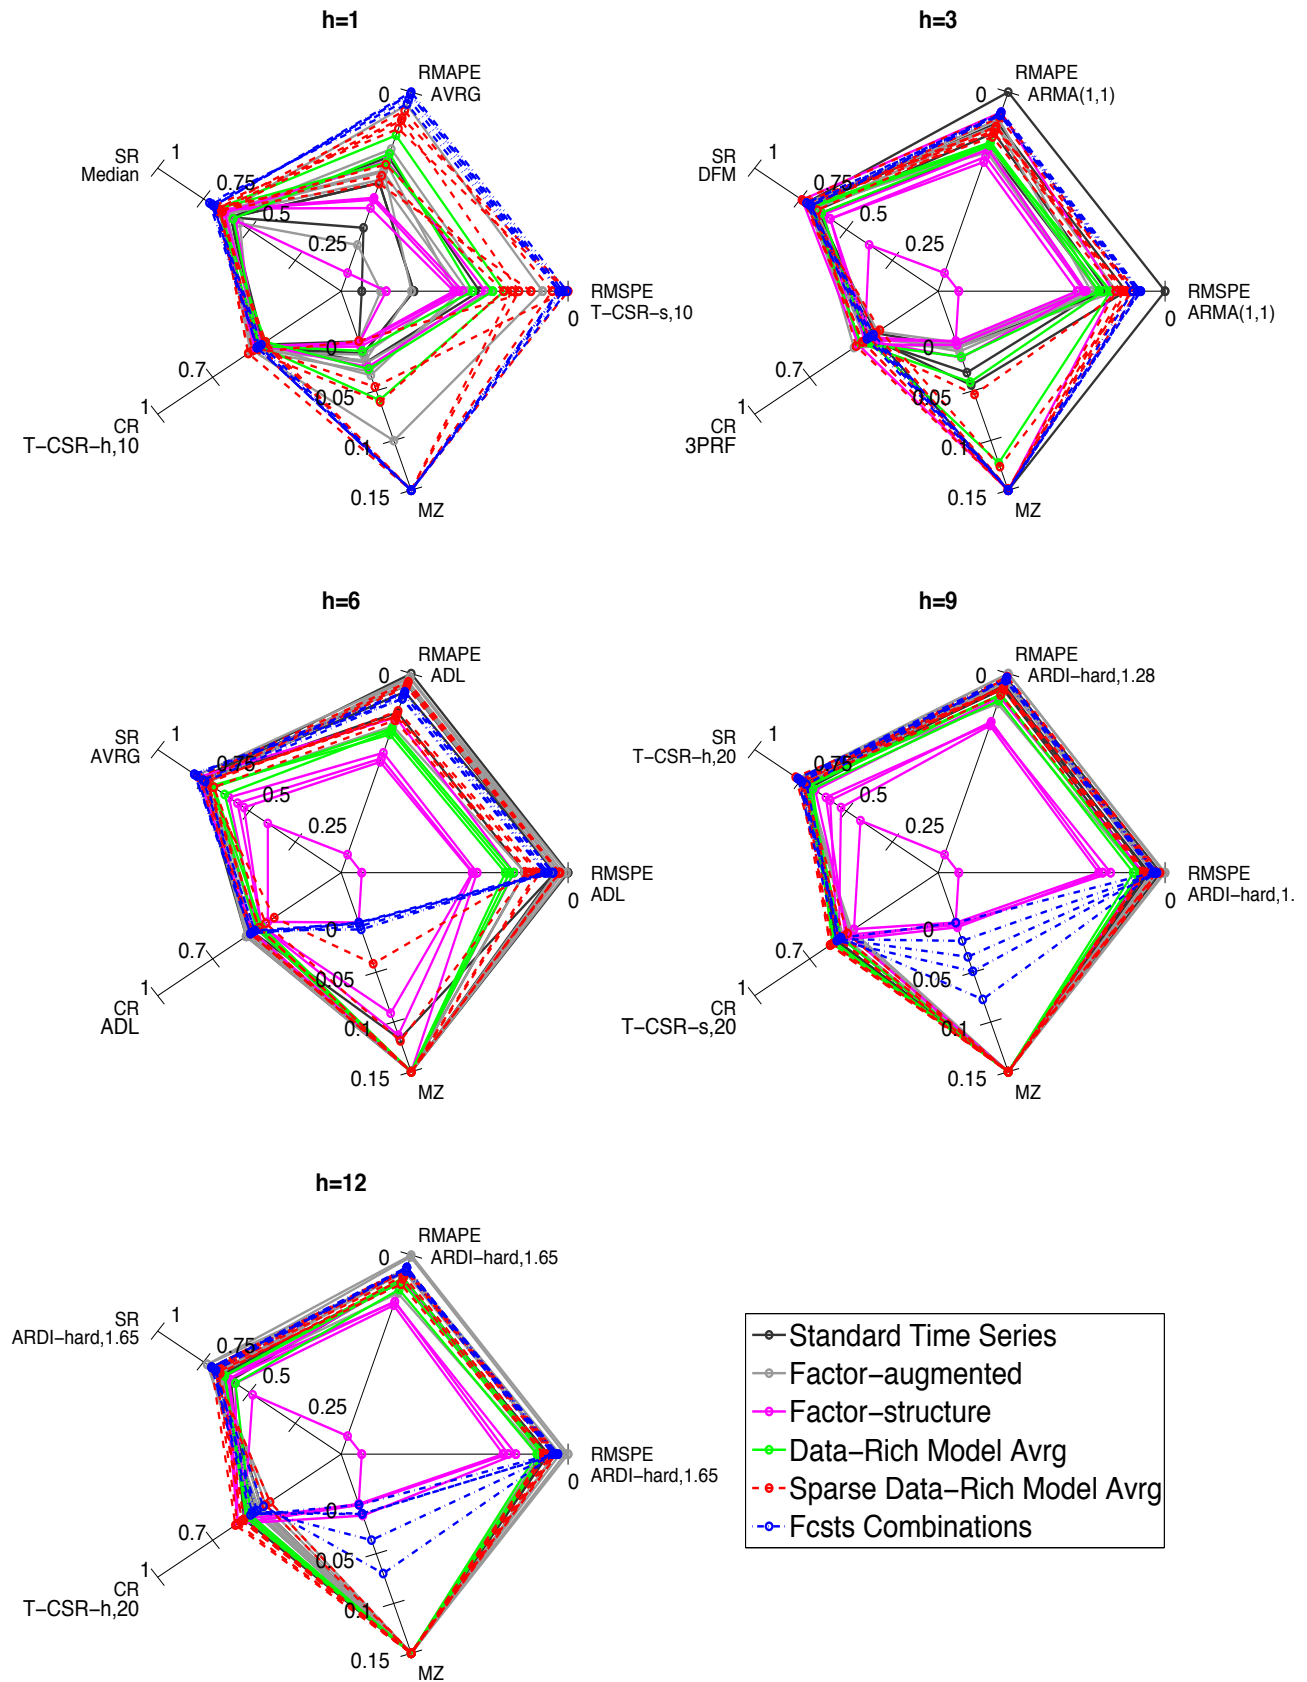 h=1
RMAPE
AVRG
0
SR
Median
1
0.75
0.5
0.25
RMSPE
T-CSR-s,10
0
0
0.05
0.1
0.15
MZ
0.7
1
CR
T-CSR-h,10
h=3
RMAPE
ARMA(1,1)
0
SR
DFM
1
0.75
0.5
0.25
RMSPE
ARMA(1,1)
0
0
0.05
0.1
0.15
MZ
0.7
1
CR
3PRF
h=6
RMAPE
ADL
0
SR
AVRG
1
0.75
0.5
0.25
RMSPE
ADL
0
0
0.05
0.1
0.15
MZ
0.7
1
CR
ADL
h=9
RMAPE
ARDI-hard,1.28
0
SR
T-CSR-h,20
1
0.75
0.5
0.25
RMSPE
ARDI-hard,1.
0
0
0.05
0.1
0.15
MZ
0.7
1
CR
T-CSR-s,20
h=12
RMAPE
ARDI-hard,1.65
0
SR
ARDI-hard,1.65
1
0.75
0.5
0.25
RMSPE
ARDI-hard,1.65
0
0
0.05
0.1
0.15
MZ
0.7
1
CR
T-CSR-h,20
Standard Time Series
Factor-augmented
Factor-structure
Data-Rich Model Avrg
Sparse Data-Rich Model Avrg
Fcsts Combinations